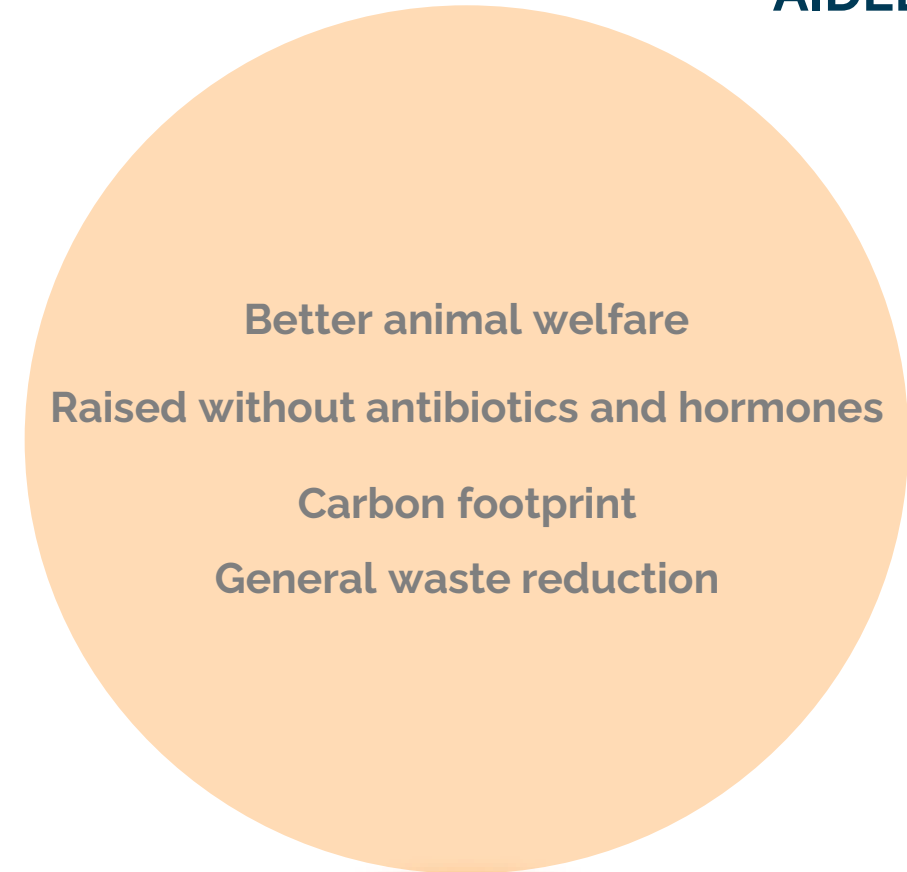 Better animal welfare
Raised without antibiotics and hormones
Carbon footprint
General waste reduction